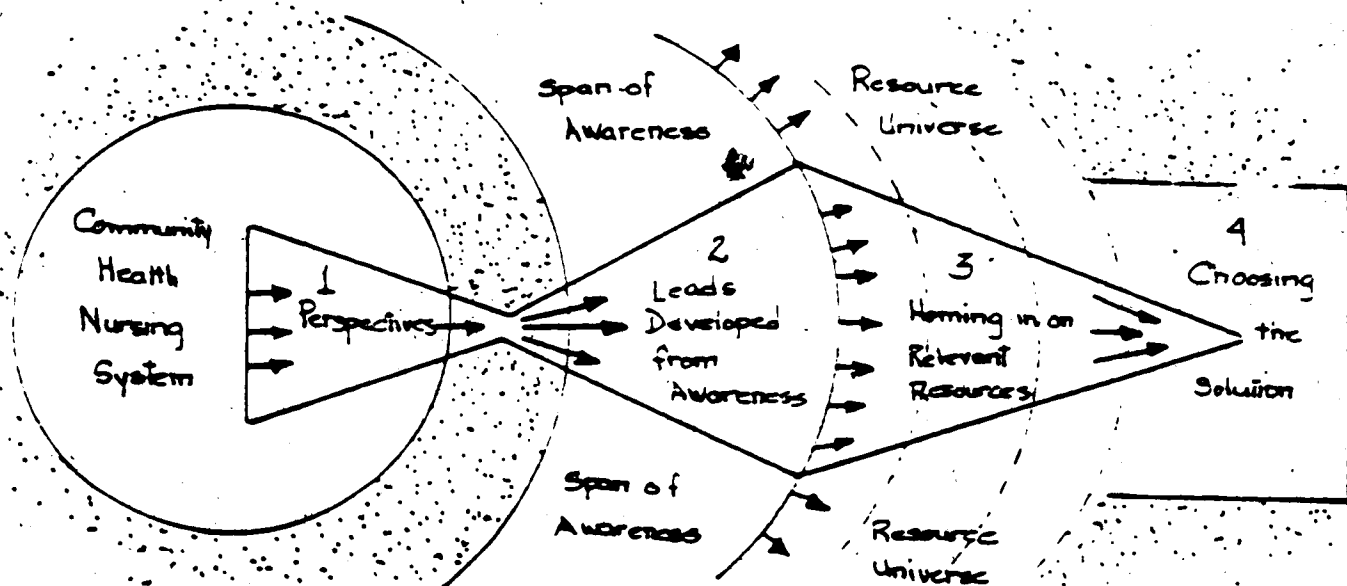 Community
Health
Nursing
System
1
Perspectives
Span of
Awareness
2
Leads
Developed
from
Awareness
Span of
Awareness
Resource
Universe
3
Homing in on
Relevant
Resources
Resource
Universe
4
Choosing
the
Solution